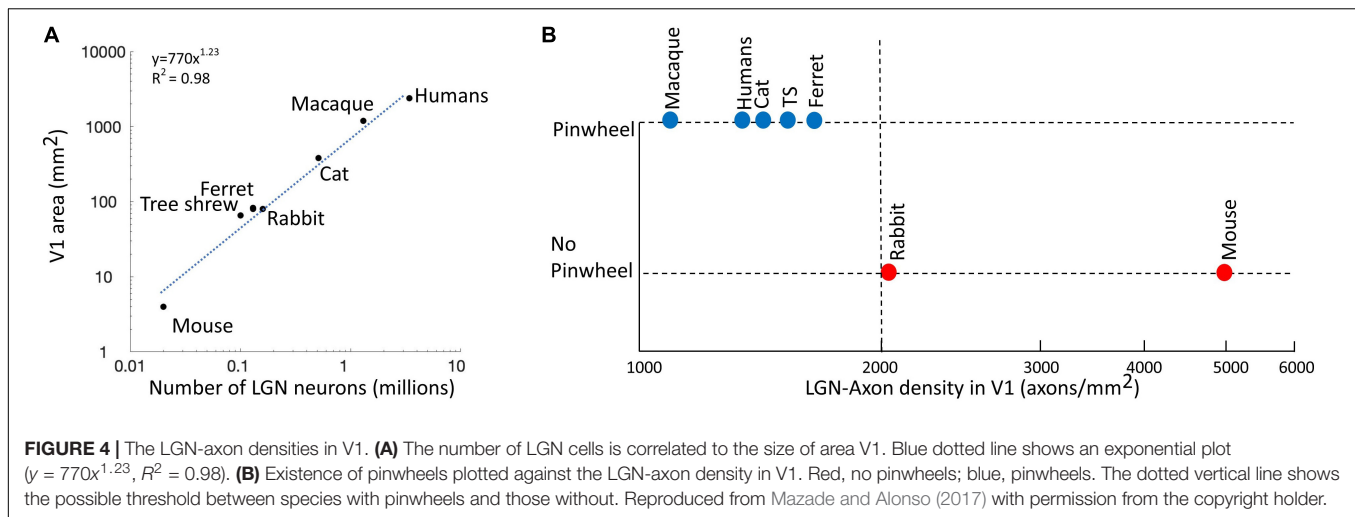 A
y=770x^1.23
R^2 = 0.98
10000
1000
100
10
1
V1 area (mm^2)
Macaque
Humans
Cat
Ferret
Tree shrew
Rabbit
Mouse
0.01
0.1
1
10
Number of LGN neurons (millions)
B
Macaque
Humans
Cat
TS
Ferret
Pinwheel
No
Pinwheel
Rabbit
Mouse
1000
2000
3000
4000
5000
6000
LGN-Axon density in V1 (axons/mm^2)
FIGURE 4 | The LGN-axon densities in V1. (A) The number of LGN cells is correlated to the size of area V1. Blue dotted line shows an exponential plot
(y = 770x^1.23, R^2 = 0.98). (B) Existence of pinwheels plotted against the LGN-axon density in V1. Red, no pinwheels; blue, pinwheels. The dotted vertical line shows
the possible threshold between species with pinwheels and those without. Reproduced from Mazade and Alonso (2017) with permission from the copyright holder.